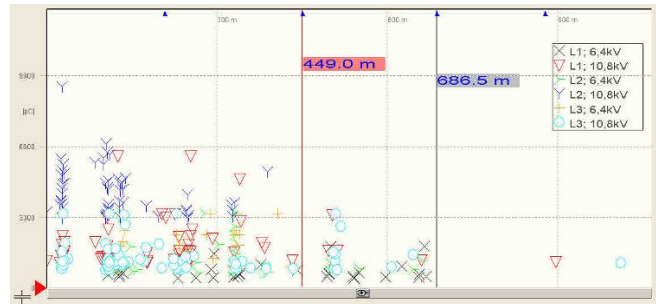 300 m 600 m 900 m
449.0 m
686.5 m
L1; 6,4kV
L1; 10,8kV
L2; 6,4kV
L2; 10,8kV
L3; 6,4kV
L3; 10,8kV
9900
[pC]
6600
3300